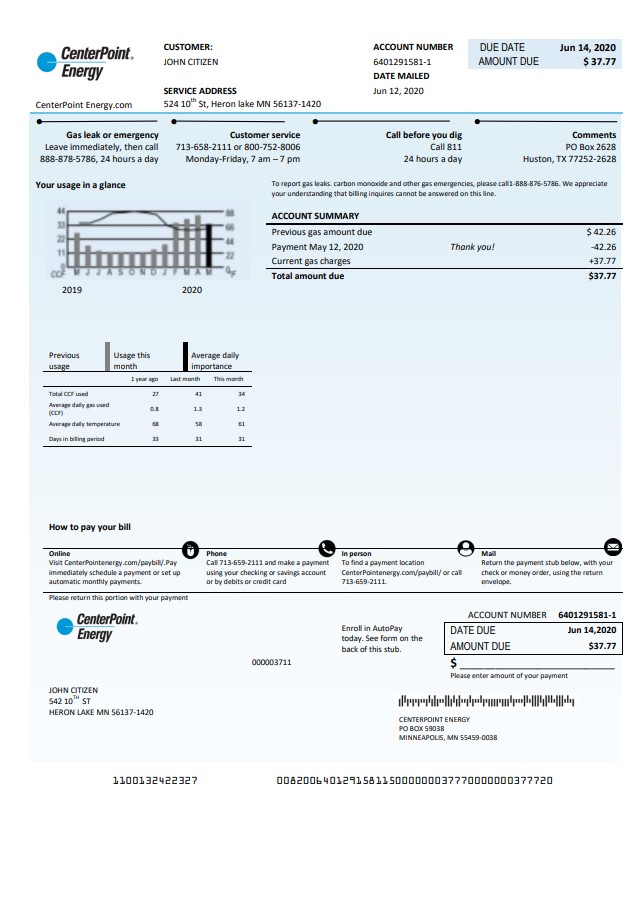 CenterPoint® Energy
CenterPoint Energy.com
CUSTOMER:
JOHN CITIZEN
SERVICE ADDRESS
524 10th St, Heron lake MN 56137-1420
ACCOUNT NUMBER
6401291581-1
DATE MAILED
Jun 12, 2020
DUE DATE Jun 14, 2020
AMOUNT DUE $ 37.77
Gas leak or emergency
Leave immediately, then call
888-878-5786, 24 hours a day
Customer service
713-658-2111 or 800-752-8006
Monday-Friday, 7 am – 7 pm
Call before you dig
Call 811
24 hours a day
Comments
PO Box 2628
Huston, TX 77252-2628
Your usage in a glance
44 88
33 66
22 44
11 22
0 0
CCF M J J A S O N D J F M A M °F
2019 2020
To report gas leaks. carbon monoxide and other gas emergencies, please call1-888-876-5786. We appreciate
your understanding that billing inquires cannot be answered on this line.
ACCOUNT SUMMARY
Previous gas amount due $ 42.26
Payment May 12, 2020 Thank you! -42.26
Current gas charges +37.77
Total amount due $37.77
Previous usage
Usage this month
Average daily importance
1 year ago Last month This month
Total CCF used 27 41 34
Average daily gas used (CCF) 0.8 1.3 1.2
Average daily temperature 68 58 61
Days in billing period 33 31 31
How to pay your bill
Online
Visit CenterPointenergy.com/paybill/.Pay
immediately schedule a payment or set up
automatic monthly payments.
Phone
Call 713-659-2111 and make a payment
using your checking or savings account
or by debits or credit card
In person
To find a payment location
CenterPointenergy.com/paybill/ or call
713-659-2111.
Mail
Return the payment stub below, with your
check or money order, using the return
envelope.
Please return this portion with your payment
CenterPoint® Energy
000003711
Enroll in AutoPay
today. See form on the
back of this stub.
ACCOUNT NUMBER 6401291581-1
DATE DUE Jun 14,2020
AMOUNT DUE $37.77
$
Please enter amount of your payment
JOHN CITIZEN
542 10TH ST
HERON LAKE MN 56137-1420
CENTERPOINT ENERGY
PO BOX 59038
MINNEAPOLIS, MN 55459-0038
1100132422327 008200640129158115000000037770000000377720